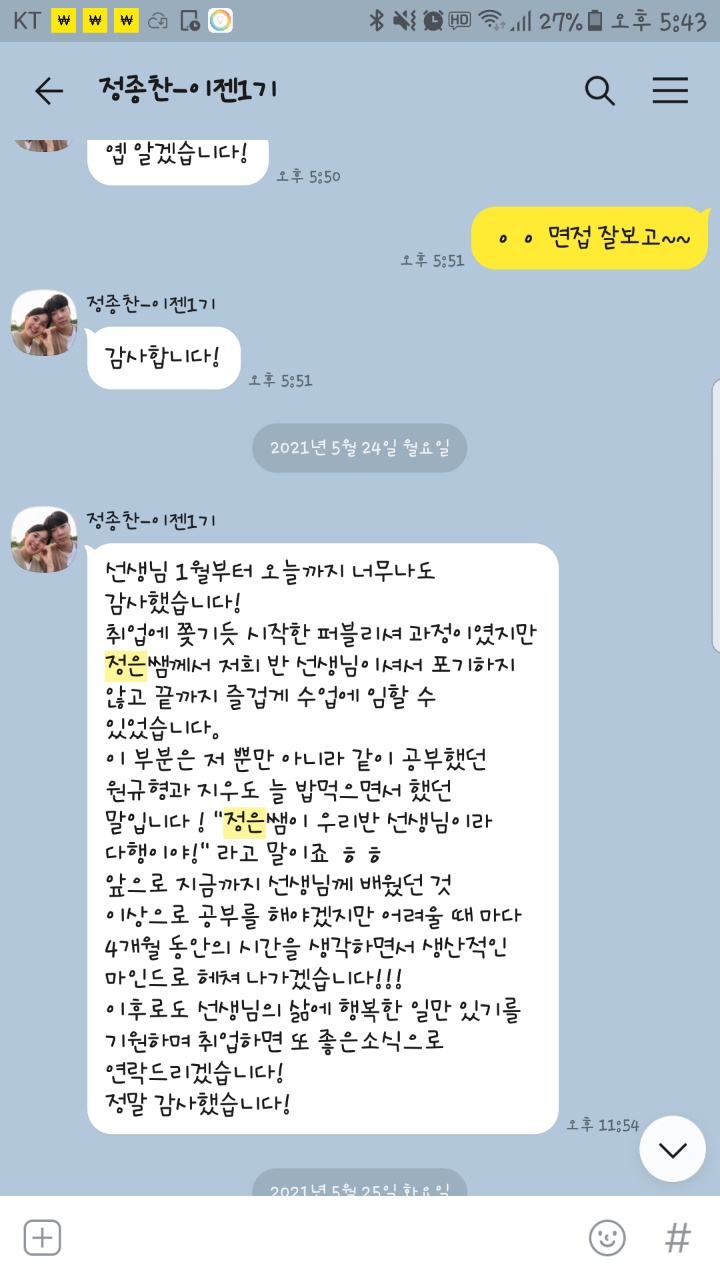 KT ₩ ₩ ₩ HD 27% 오후 5:43
정종찬-이젠1기
옙 알겠습니다!
오후 5:50
ㅇㅇ 면접 잘보고~~
오후 5:51
정종찬-이젠1기
감사합니다!
오후 5:51
2021년 5월 24일 월요일
정종찬-이젠1기
선생님 1월부터 오늘까지 너무나도
감사했습니다!
취업에 쫓기듯 시작한 퍼블리셔 과정이였지만
정은쌤께서 저희 반 선생님이셔서 포기하지
않고 끝까지 즐겁게 수업에 임할 수
있었습니다.
이 부분은 저 뿐만 아니라 같이 공부했던
원규형과 지우도 늘 밥먹으면서 했던
말입니다 ! "정은쌤이 우리반 선생님이라
다행이야!" 라고 말이죠 ㅎㅎ
앞으로 지금까지 선생님께 배웠던 것
이상으로 공부를 해야겠지만 어려울 때 마다
4개월 동안의 시간을 생각하면서 생산적인
마인드로 헤쳐 나가겠습니다!!!
이후로도 선생님의 삶에 행복한 일만 있기를
기원하며 취업하면 또 좋은소식으로
연락드리겠습니다!
정말 감사했습니다!
오후 11:54
2021년 5월 25일 화요일
#